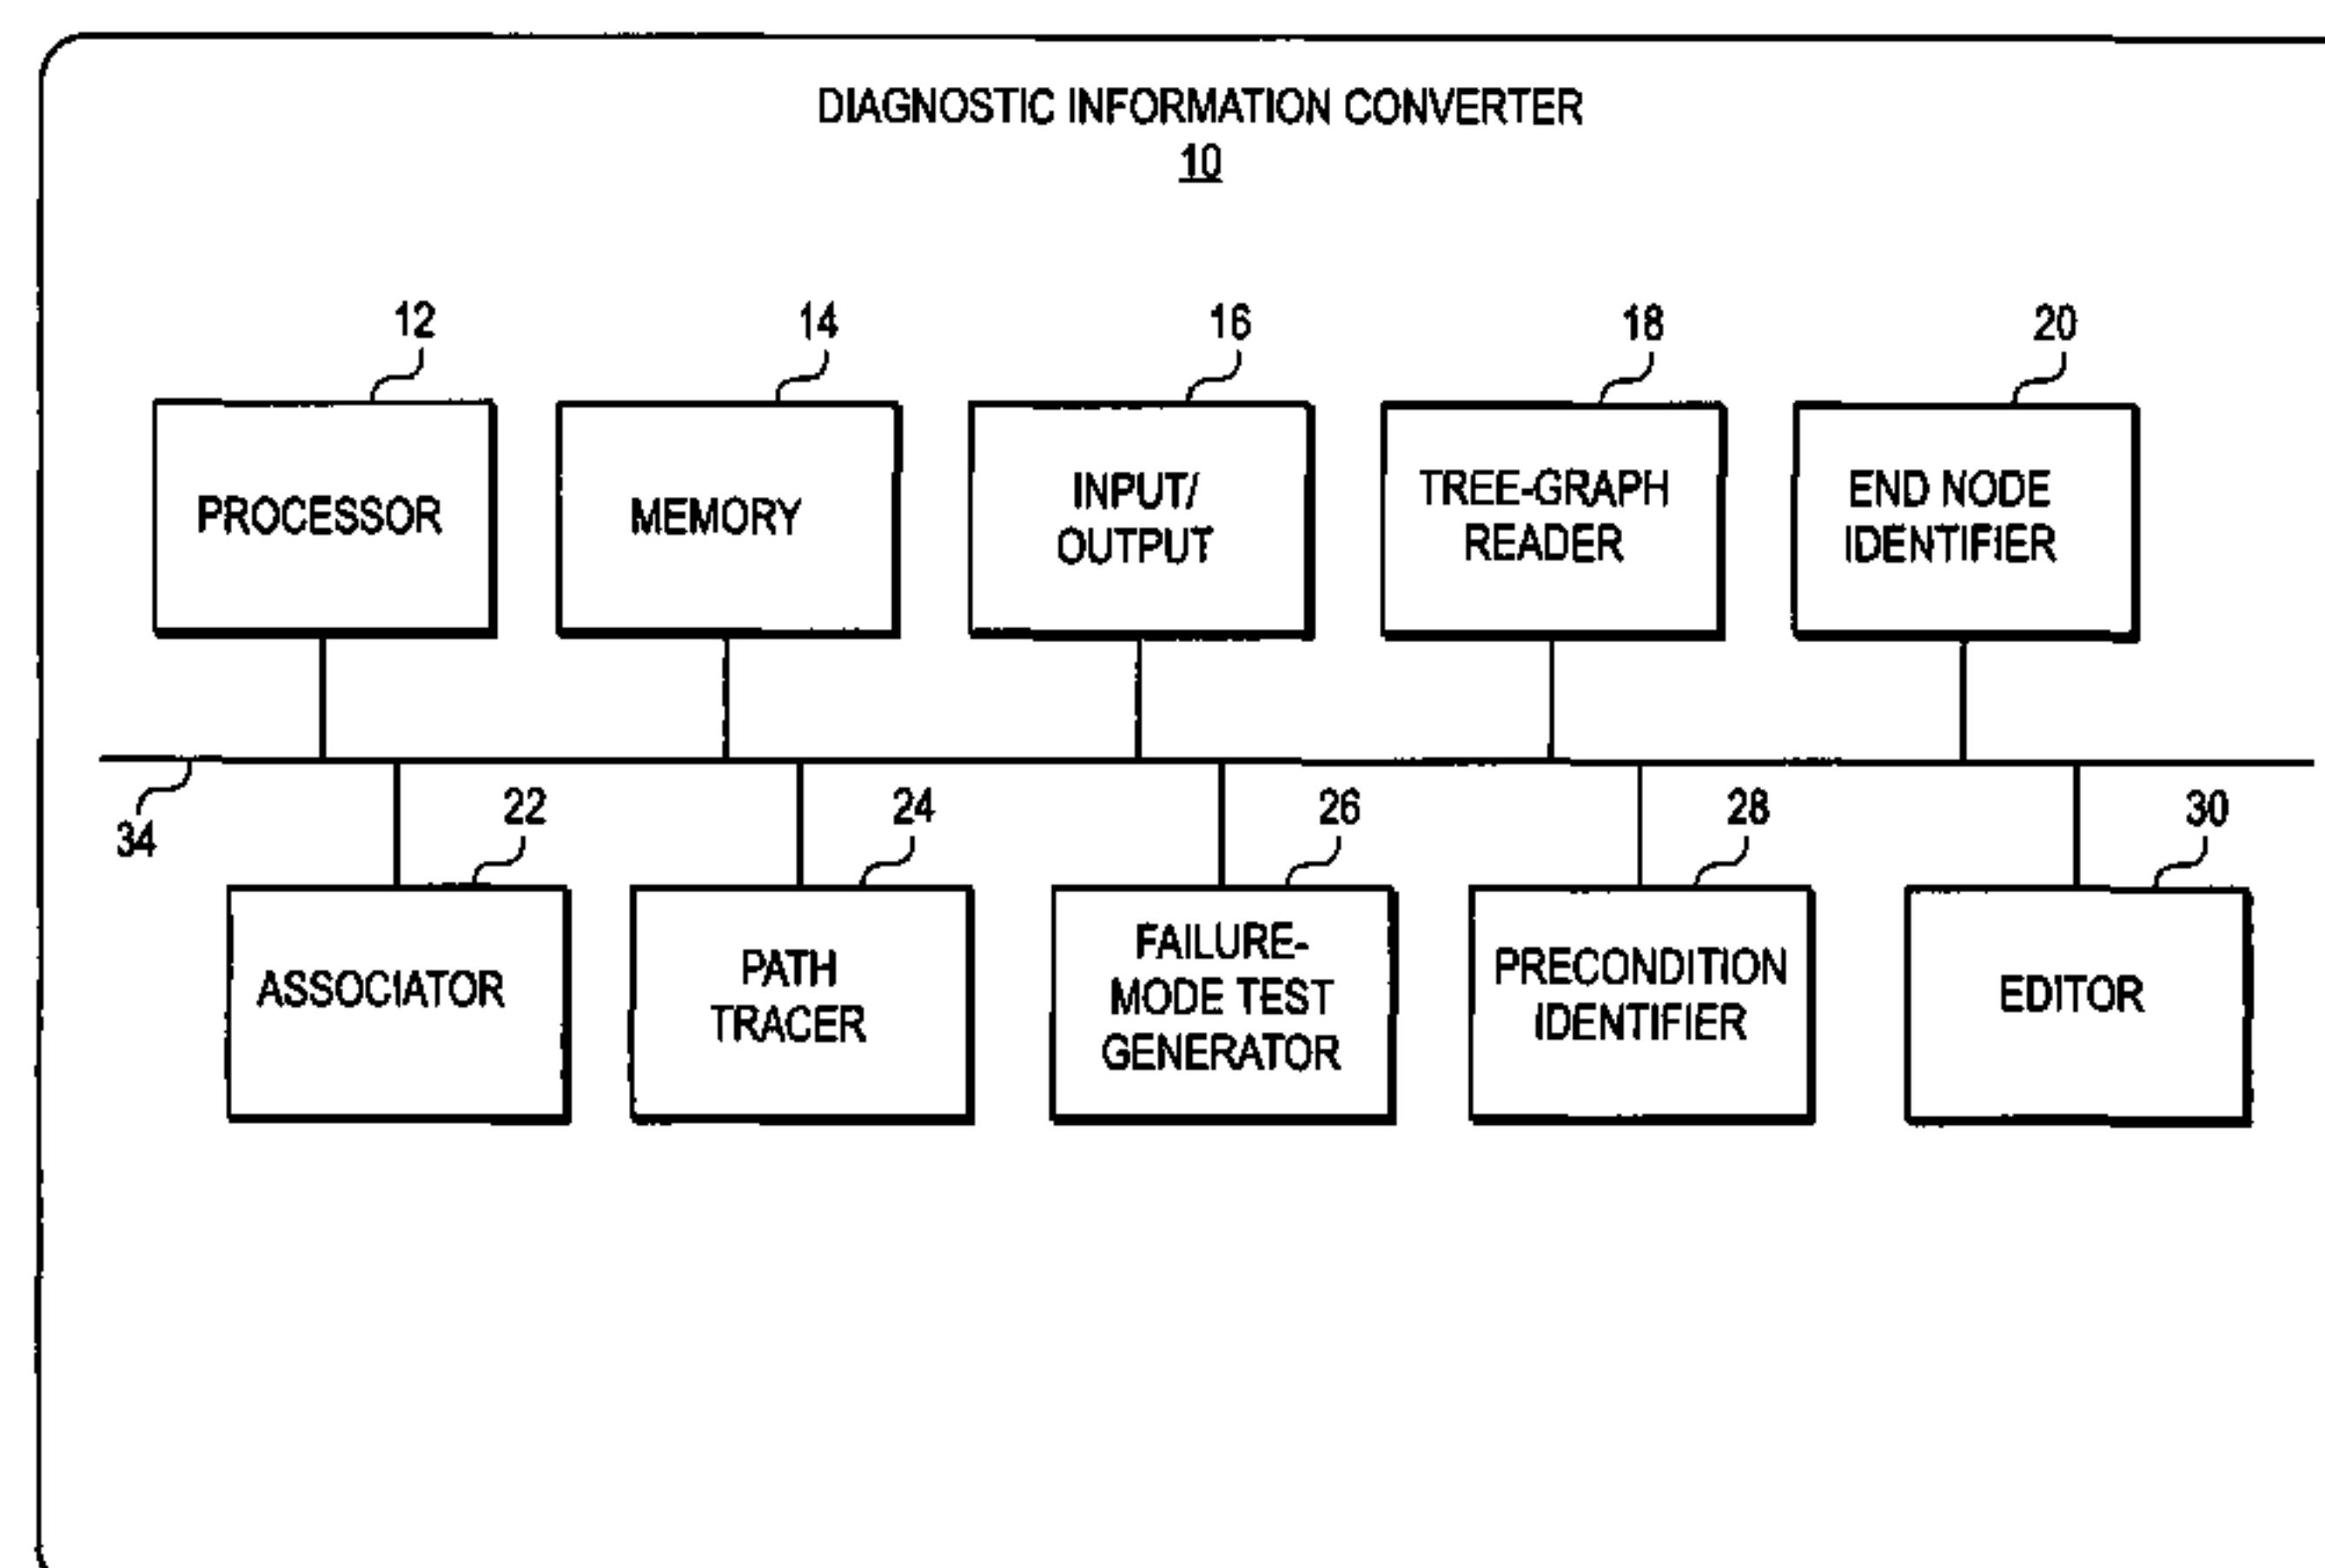 DIAGNOSTIC INFORMATION CONVERTER
10
12
14
16
18
20
PROCESSOR
MEMORY
INPUT/
OUTPUT
TREE-GRAPH
READER
END NODE
IDENTIFIER
34
22
24
26
28
30
ASSOCIATOR
PATH
TRACER
FAILURE-
MODE TEST
GENERATOR
PRECONDITION
IDENTIFIER
EDITOR